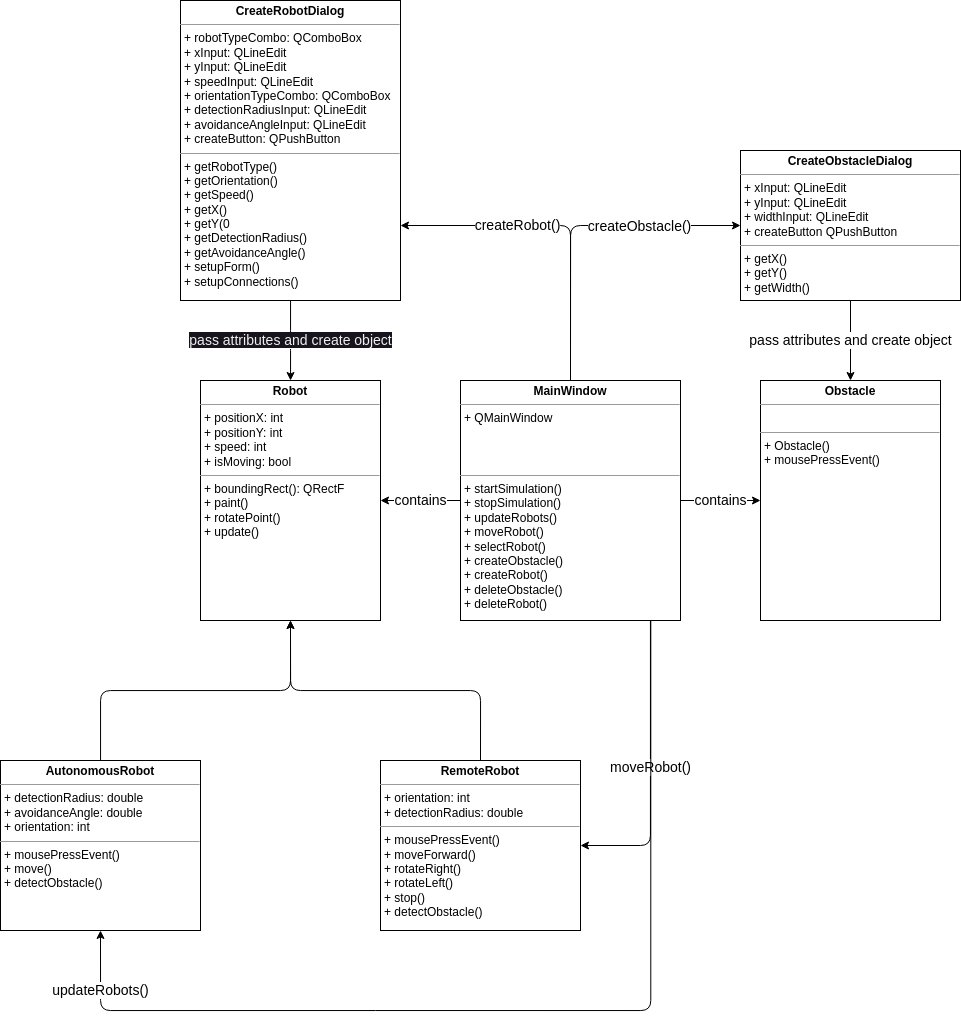 CreateRobotDialog
+ robotTypeCombo: QComboBox
+ xInput: QLineEdit
+ yInput: QLineEdit
+ speedInput: QLineEdit
+ orientationTypeCombo: QComboBox
+ detectionRadiusInput: QLineEdit
+ avoidanceAngleInput: QLineEdit
+ createButton: QPushButton
+ getRobotType()
+ getOrientation()
+ getSpeed()
+ getX()
+ getY(0
+ getDetectionRadius()
+ getAvoidanceAngle()
+ setupForm()
+ setupConnections()
CreateObstacleDialog
+ xInput: QLineEdit
+ yInput: QLineEdit
+ widthInput: QLineEdit
+ createButton QPushButton
+ getX()
+ getY()
+ getWidth()
createRobot()
createObstacle()
pass attributes and create object
pass attributes and create object
Robot
+ positionX: int
+ positionY: int
+ speed: int
+ isMoving: bool
+ boundingRect(): QRectF
+ paint()
+ rotatePoint()
+ update()
contains
MainWindow
+ QMainWindow
+ startSimulation()
+ stopSimulation()
+ updateRobots()
+ moveRobot()
+ selectRobot()
+ createObstacle()
+ createRobot()
+ deleteObstacle()
+ deleteRobot()
contains
Obstacle
+ Obstacle()
+ mousePressEvent()
AutonomousRobot
+ detectionRadius: double
+ avoidanceAngle: double
+ orientation: int
+ mousePressEvent()
+ move()
+ detectObstacle()
RemoteRobot
+ orientation: int
+ detectionRadius: double
+ mousePressEvent()
+ moveForward()
+ rotateRight()
+ rotateLeft()
+ stop()
+ detectObstacle()
moveRobot()
updateRobots()